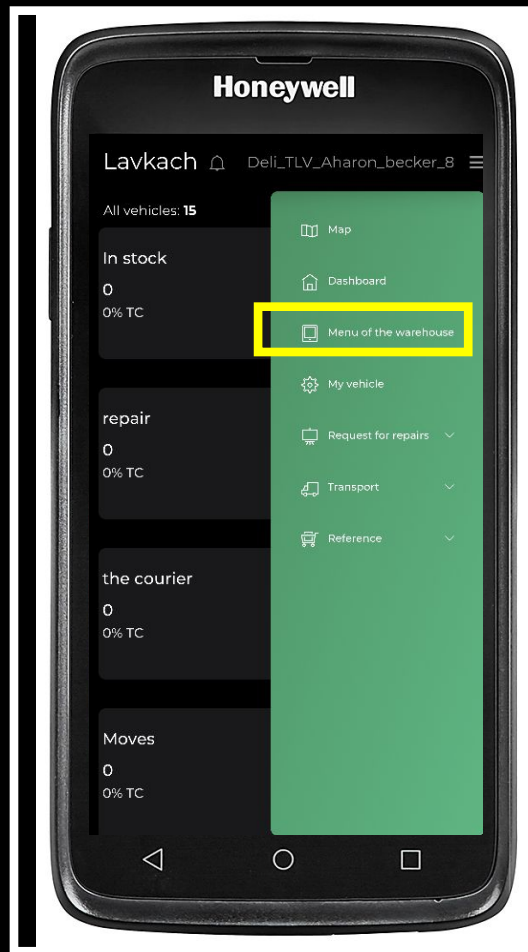 Honeywell
Lavkach Deli_TLV_Aharon_becker_8
All vehicles: 15
In stock
0
0% TC
repair
0
0% TC
the courier
0
0% TC
Moves
0
0% TC
Map
Dashboard
Menu of the warehouse
My vehicle
Request for repairs
Transport
Reference